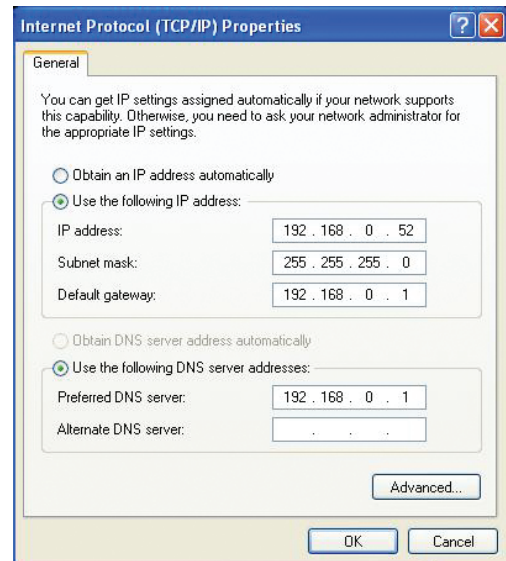 Internet Protocol (TCP/IP) Properties
General
You can get IP settings assigned automatically if your network supports
this capability. Otherwise, you need to ask your network administrator for
the appropriate IP settings.
Obtain an IP address automatically
Use the following IP address:
IP address: 192 . 168 . 0 . 52
Subnet mask: 255 . 255 . 255 . 0
Default gateway: 192 . 168 . 0 . 1
Obtain DNS server address automatically
Use the following DNS server addresses:
Preferred DNS server: 192 . 168 . 0 . 1
Alternate DNS server: . . .
Advanced...
OK Cancel